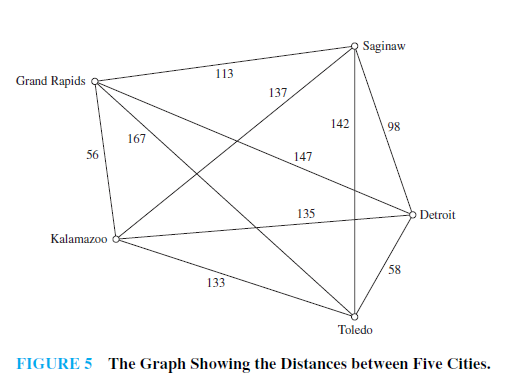 Saginaw
Grand Rapids
113
137
142
98
167
56
147
135
Detroit
Kalamazoo
58
133
Toledo
FIGURE 5 The Graph Showing the Distances between Five Cities.